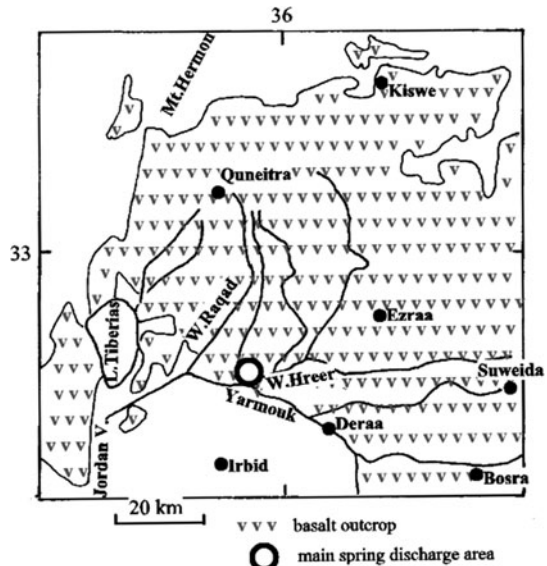 36
Mt.Hermon
Kiswe
Quneitra
33
L.Tiberias
W.Raqad.
Ezraa
W.Hreer
Suweida
Yarmouk
Deraa
Jordan V.
Irbid
Bosra
20 km
v v v basalt outcrop
main spring discharge area